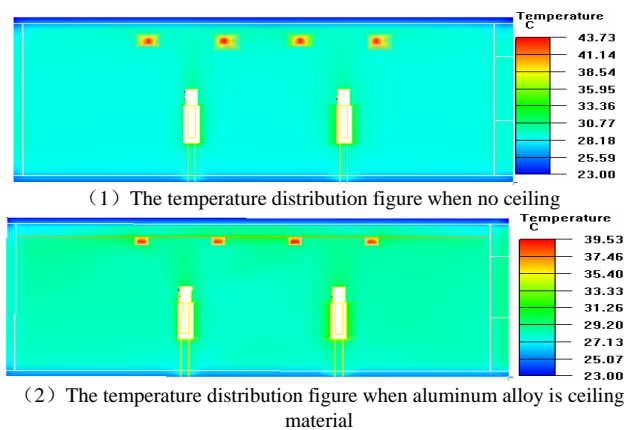 Temperature
C
43.73
41.14
38.54
35.95
33.36
30.77
28.18
25.59
23.00
（1）The temperature distribution figure when no ceiling
Temperature
C
39.53
37.46
35.40
33.33
31.26
29.20
27.13
25.07
23.00
（2）The temperature distribution figure when aluminum alloy is ceiling
material